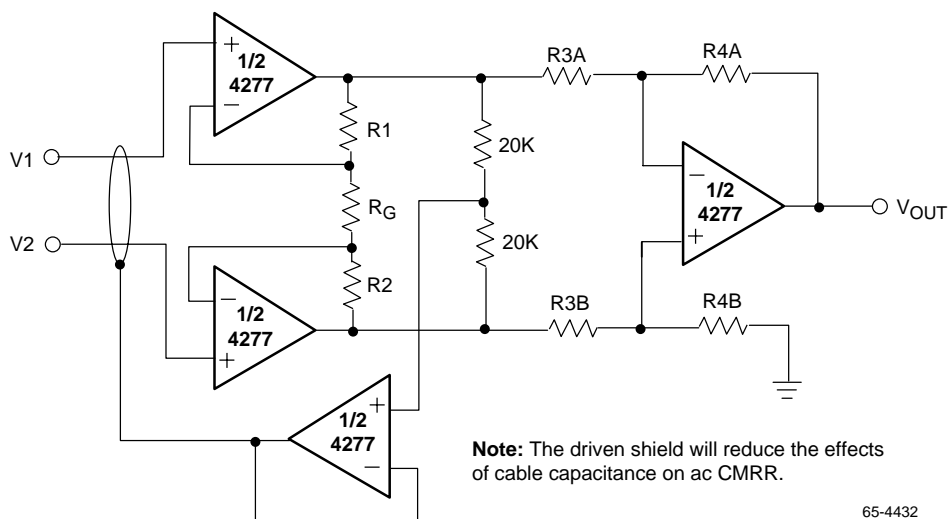 R3A
R4A
+
1/2
4277
−
R1
20K
V1
−
1/2
4277
+
VOUT
RG
V2
20K
−
1/2
4277
+
R2
R3B
R4B
1/2
4277
+
−
Note: The driven shield will reduce the effects
of cable capacitance on ac CMRR.
65-4432